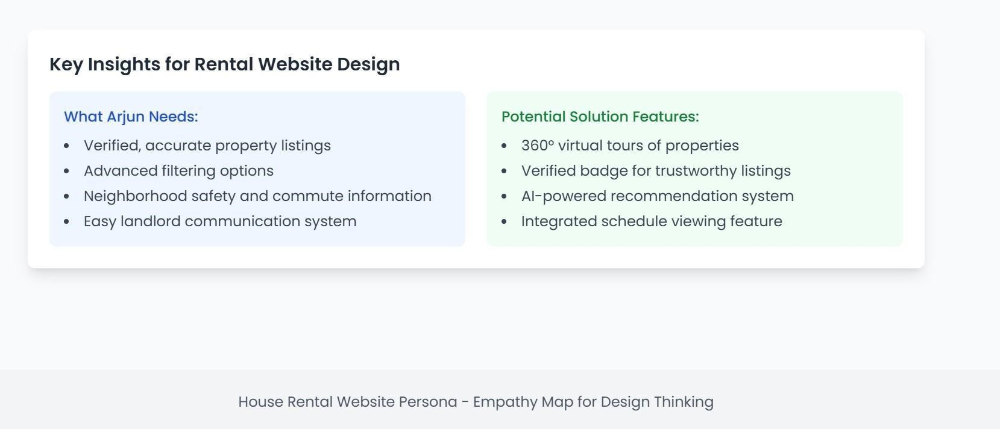 Key Insights for Rental Website Design
What Arjun Needs:
• Verified, accurate property listings
• Advanced filtering options
• Neighborhood safety and commute information
• Easy landlord communication system
Potential Solution Features:
• 360° virtual tours of properties
• Verified badge for trustworthy listings
• AI-powered recommendation system
• Integrated schedule viewing feature
House Rental Website Persona - Empathy Map for Design Thinking